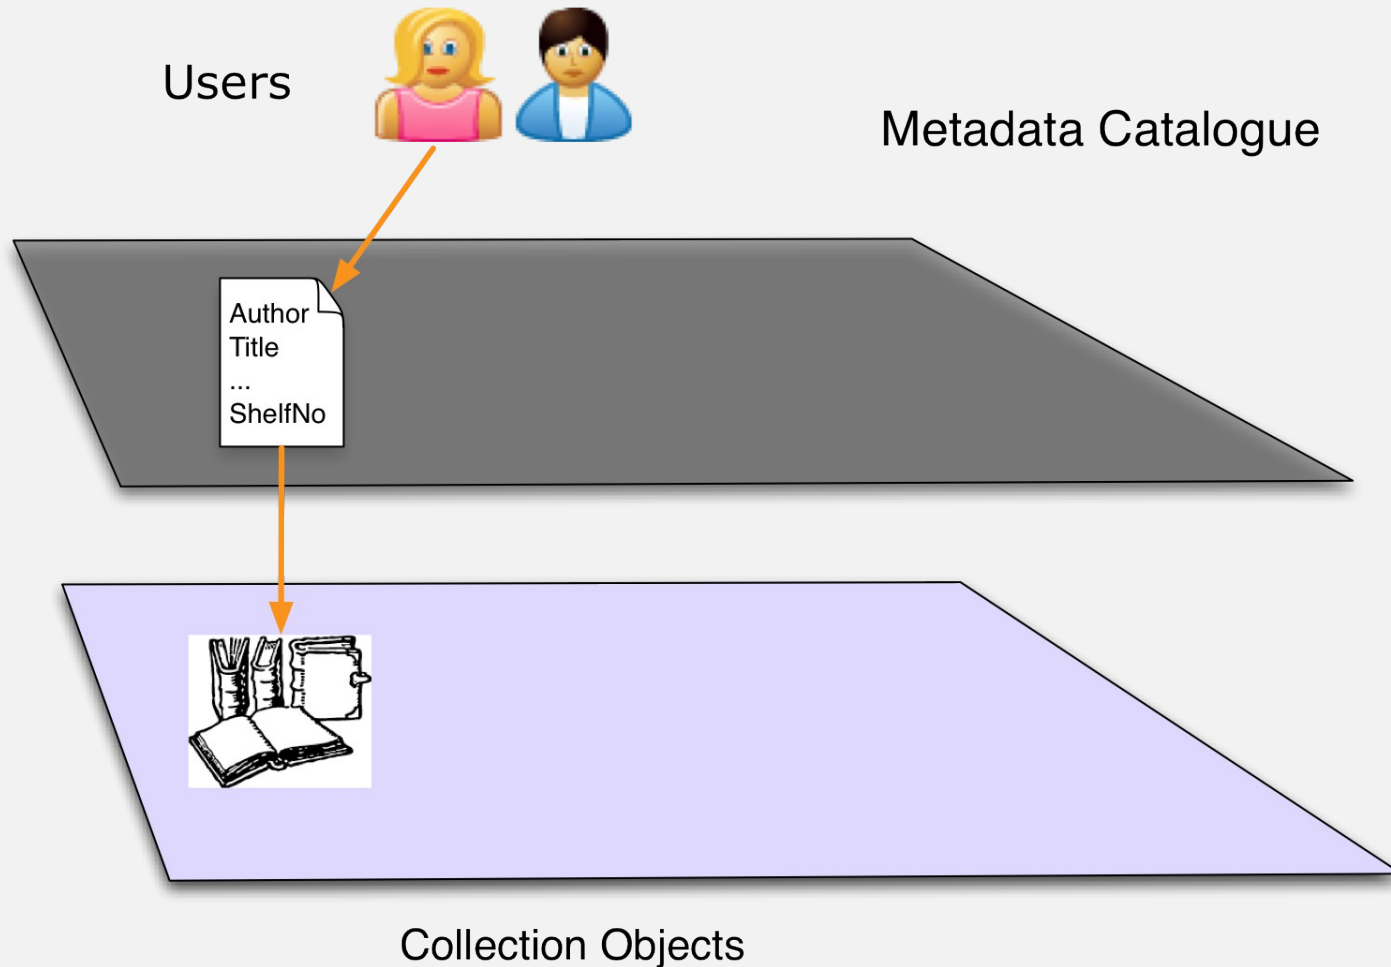 Users
Metadata Catalogue
Author
Title
...
ShelfNo
Collection Objects